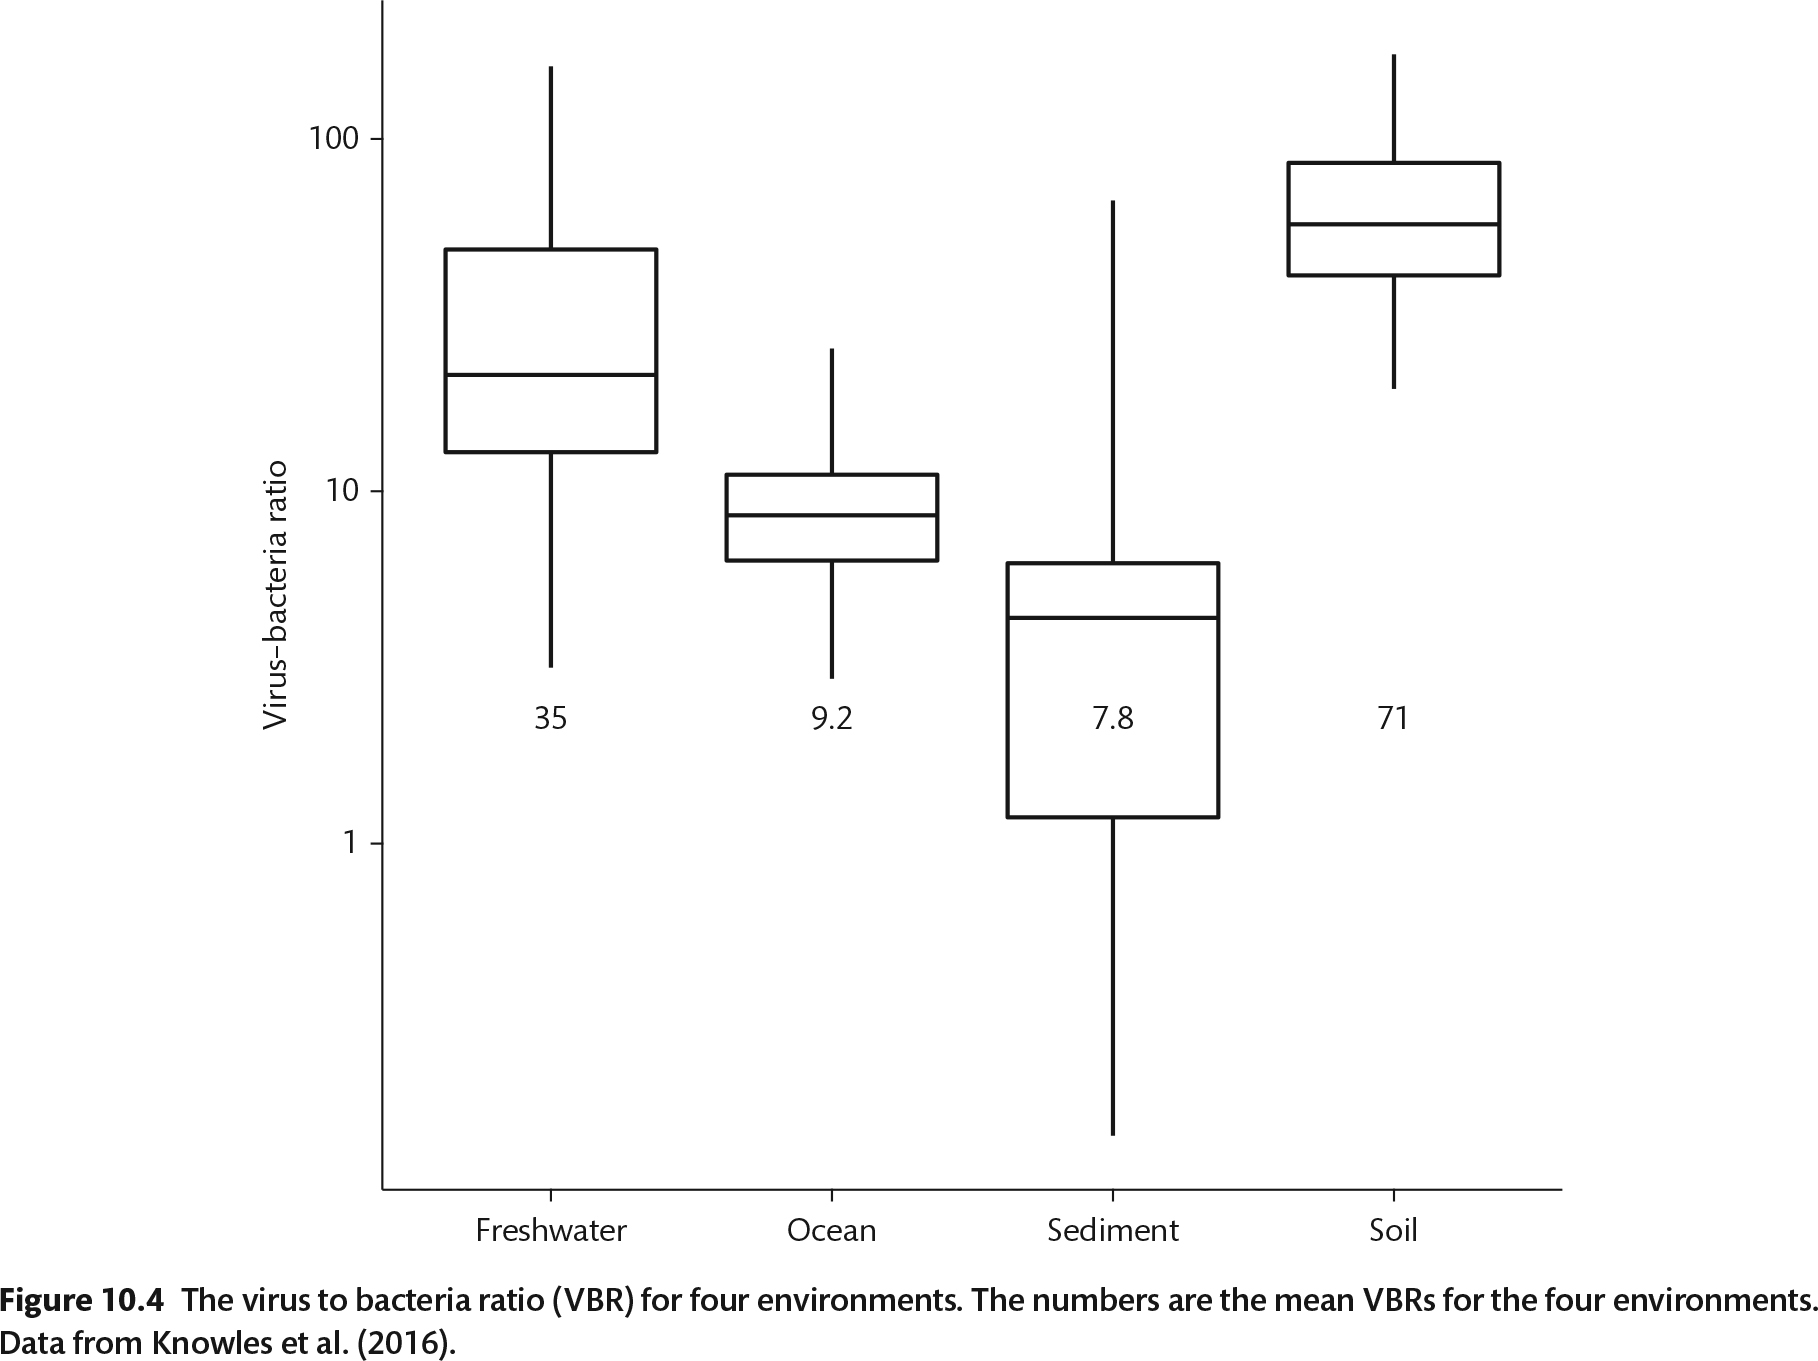 100
10
1
Virus–bacteria ratio
35
9.2
7.8
71
Freshwater
Ocean
Sediment
Soil
Figure 10.4 The virus to bacteria ratio (VBR) for four environments. The numbers are the mean VBRs for the four environments.
Data from Knowles et al. (2016).